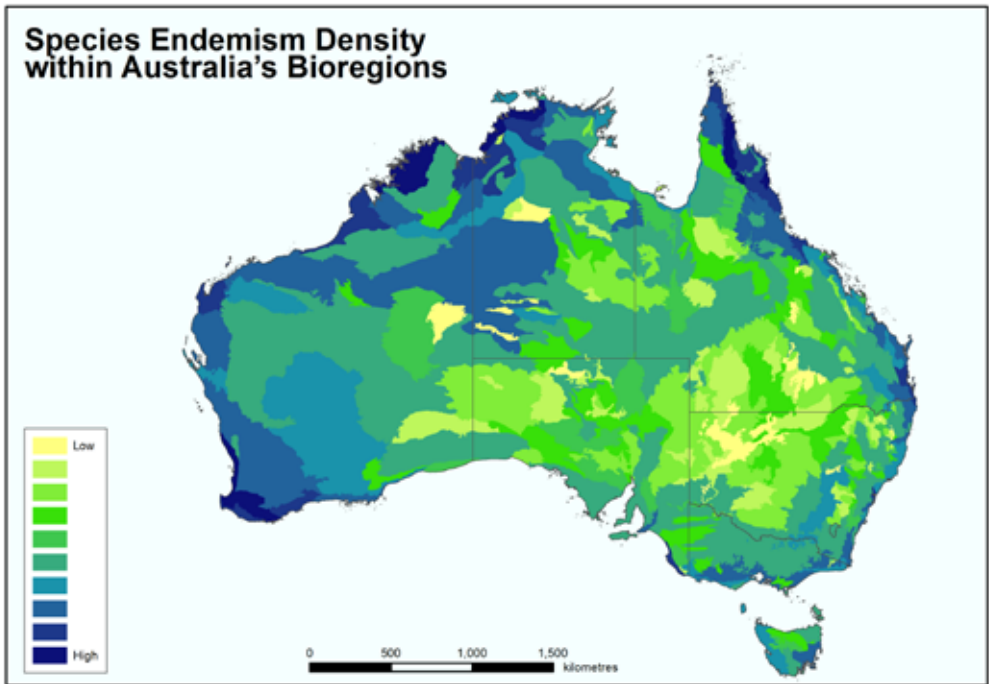 Species Endemism Density
within Australia's Bioregions
Low
High
0 500 1,000 1,500
kilometres